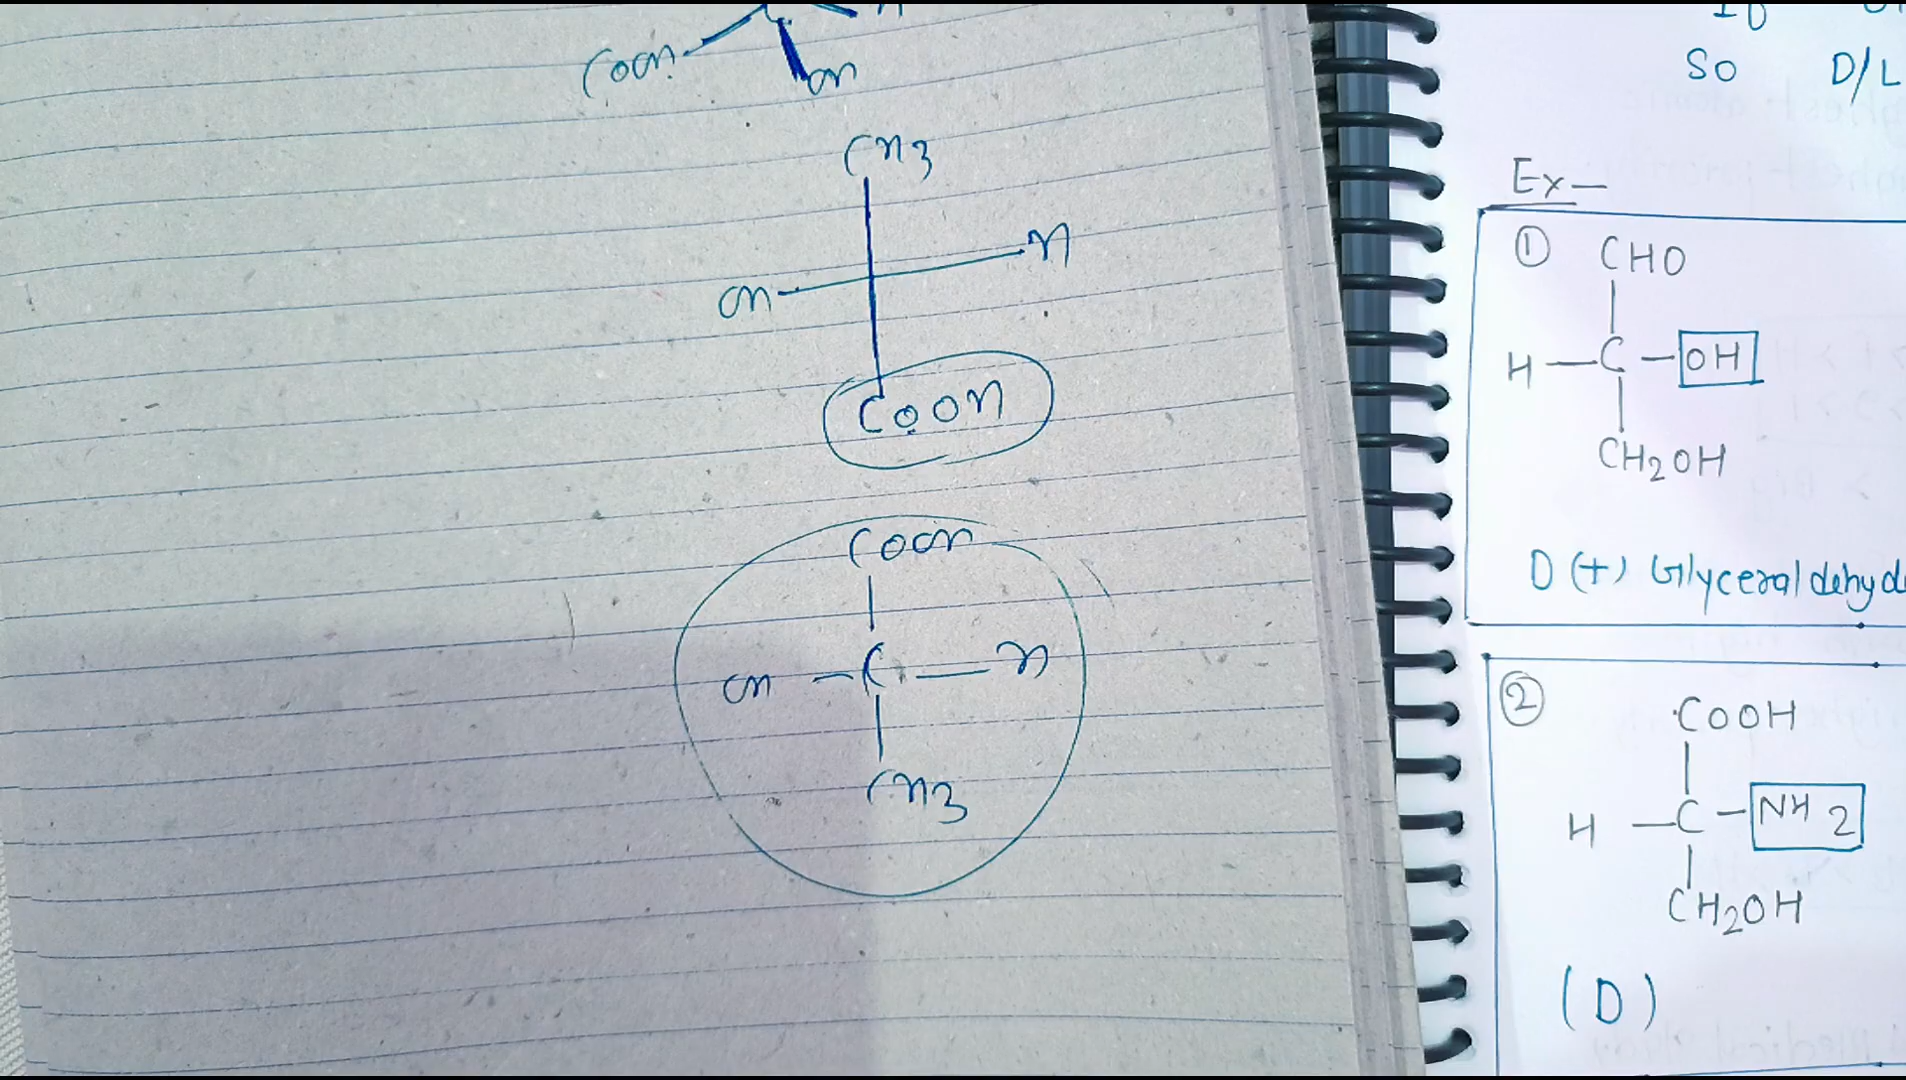 COOH
OH
CH3
OH H
COOH
COOH
OH -C- H
CH3
SO D/L
Ex-
① CHO
H -C- OH
CH2OH
D (+) Glyceraldehyd
② COOH
H -C- NH2
CH2OH
(D)